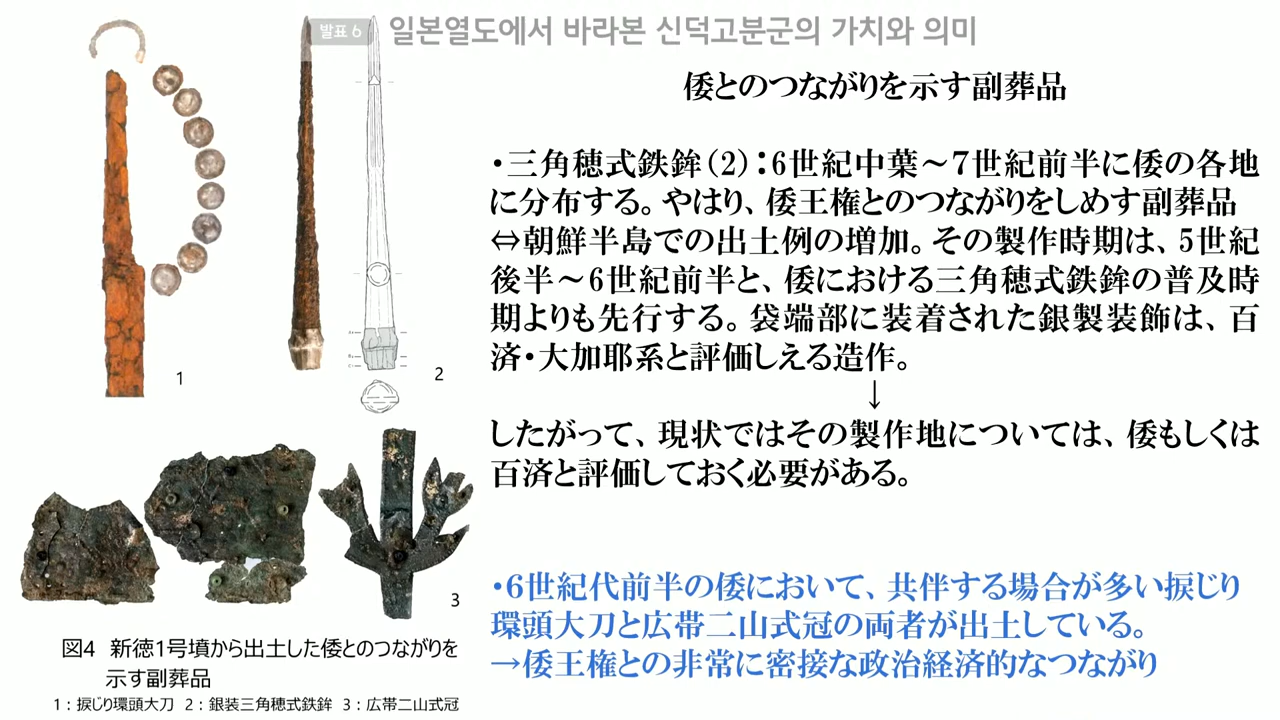 발표 6 일본열도에서 바라본 신덕고분군의 가치와 의미
倭とのつながりを示す副葬品
・三角穂式鉄鉾（2）：6世紀中葉～7世紀前半に倭の各地
に分布する。やはり、倭王権とのつながりをしめす副葬品
⇔朝鮮半島での出土例の増加。その製作時期は、5世紀
後半～6世紀前半と、倭における三角穂式鉄鉾の普及時
期よりも先行する。袋端部に装着された銀製装飾は、百
済・大加耶系と評価しえる造作。
↓
したがって、現状ではその製作地については、倭もしくは
百済と評価しておく必要がある。
・6世紀代前半の倭において、共伴する場合が多い捩じり
環頭大刀と広帯二山式冠の両者が出土している。
→倭王権との非常に密接な政治経済的なつながり
1
2
3
図4 新徳1号墳から出土した倭とのつながりを
示す副葬品
1：捩じり環頭大刀 2：銀装三角穂式鉄鉾 3：広帯二山式冠